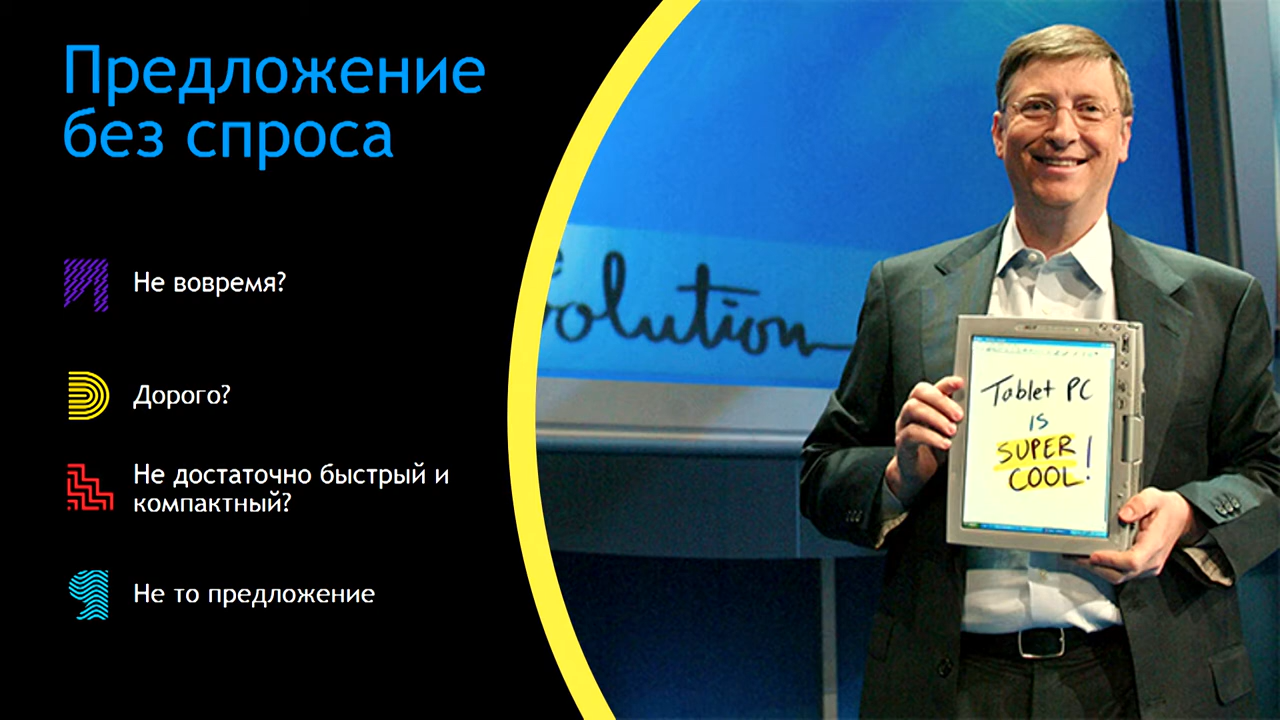 Предложение
без спроса
Не вовремя?
Дорого?
Не достаточно быстрый и
компактный?
Не то предложение
olution
Tablet PC
is
SUPER
COOL!